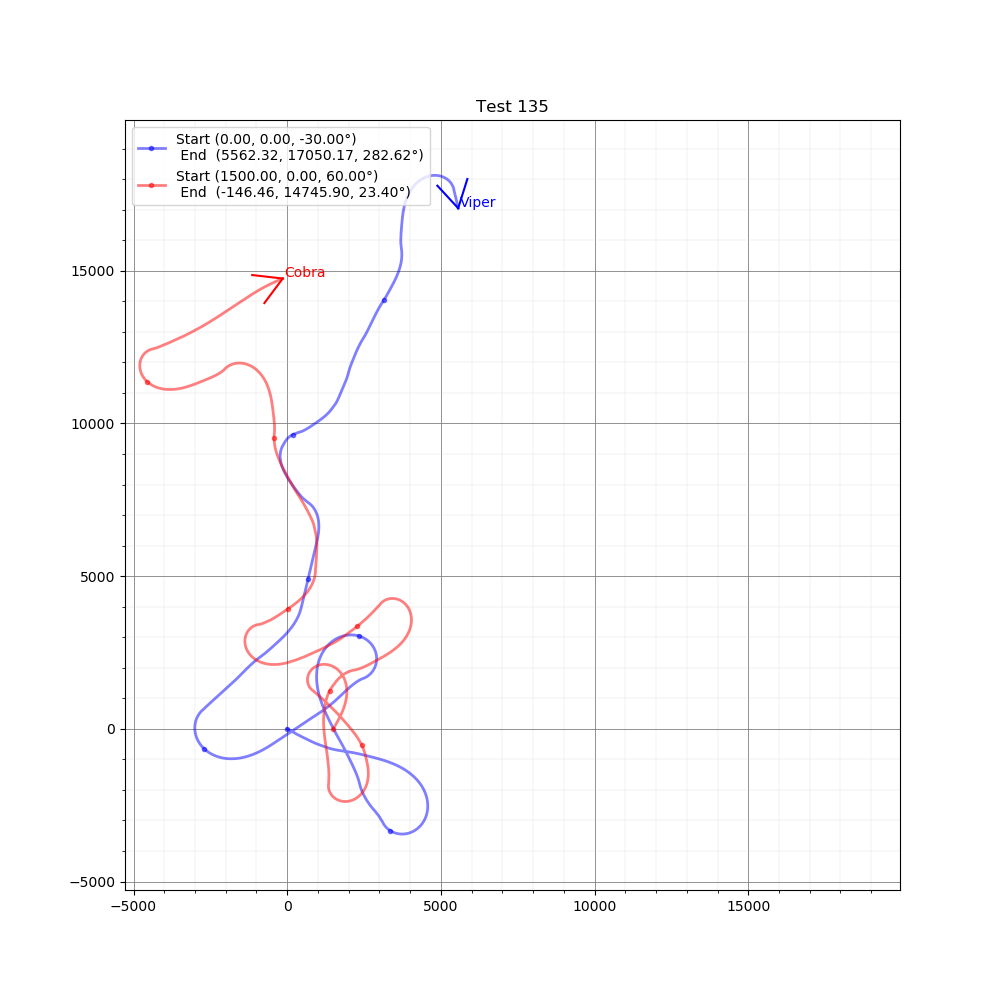 Test 135
Start (0.00, 0.00, -30.00°)
End (5562.32, 17050.17, 282.62°)
Start (1500.00, 0.00, 60.00°)
End (-146.46, 14745.90, 23.40°)
Viper
Cobra
15000
10000
5000
0
−5000
−5000
0
5000
10000
15000